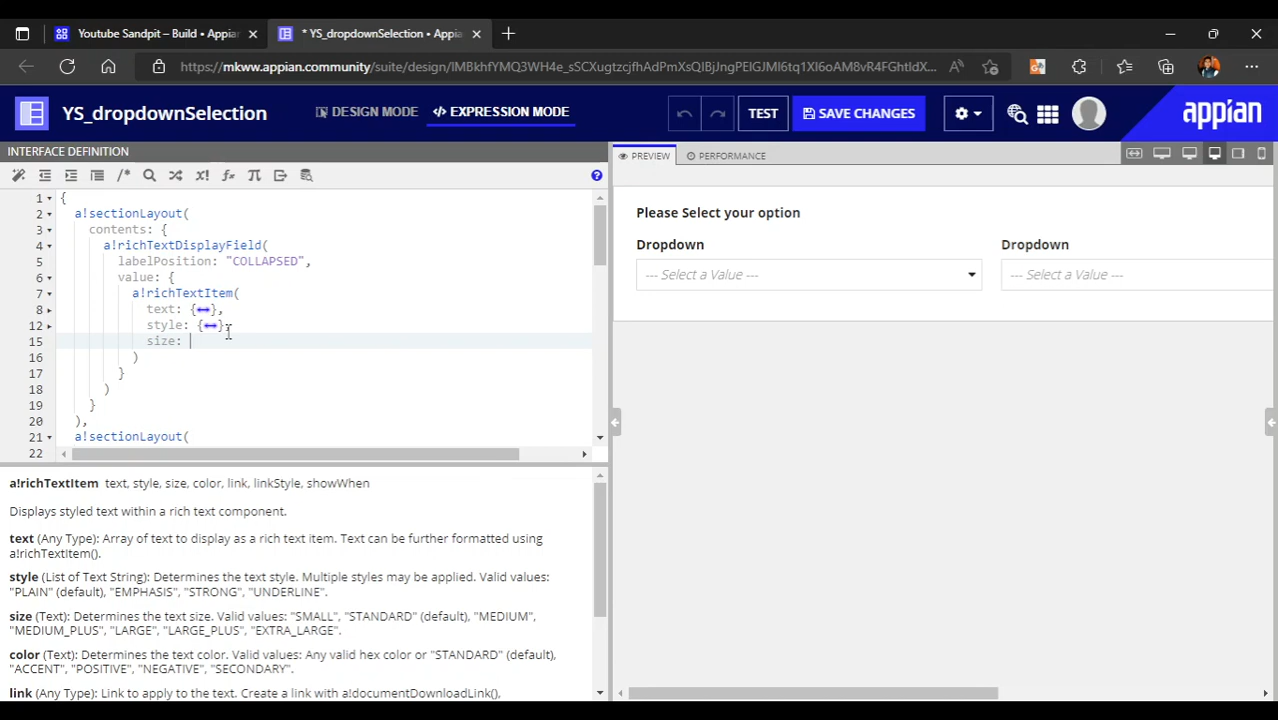 Youtube Sandpit – Build • Appian
* YS_dropdownSelection • Appia
https://mkww.appian.community/suite/design/
YS_dropdownSelection
DESIGN MODE
</> EXPRESSION MODE
TEST
SAVE CHANGES
appian
INTERFACE DEFINITION
PREVIEW
PERFORMANCE
1 {
2 a!sectionLayout(
3 contents: {
4 a!richTextDisplayField(
5 labelPosition: "COLLAPSED",
6 value: {
7 a!richTextItem(
8 text: {↔},
12 style: {↔},
15 size:
16 )
17 }
18 )
19 }
20 ),
21 a!sectionLayout(
22
Please Select your option
Dropdown Dropdown
--- Select a Value --- --- Select a Value ---
a!richTextItem text, style, size, color, link, linkStyle, showWhen
Displays styled text within a rich text component.
text (Any Type): Array of text to display as a rich text item. Text can be further formatted using
a!richTextItem().
style (List of Text String): Determines the text style. Multiple styles may be applied. Valid values:
"PLAIN" (default), "EMPHASIS", "STRONG", "UNDERLINE".
size (Text): Determines the text size. Valid values: "SMALL", "STANDARD" (default), "MEDIUM",
"MEDIUM_PLUS", "LARGE", "LARGE_PLUS", "EXTRA_LARGE".
color (Text): Determines the text color. Valid values: Any valid hex color or "STANDARD" (default),
"ACCENT", "POSITIVE", "NEGATIVE", "SECONDARY".
link (Any Type): Link to apply to the text. Create a link with a!documentDownloadLink(),